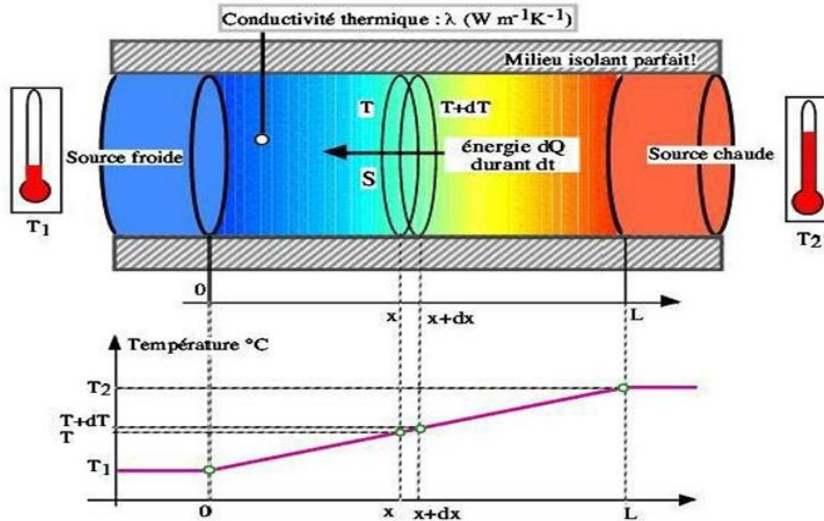 Conductivité thermique : λ (W m⁻¹K⁻¹)
Milieu isolant parfait!
T
T+dT
Source froide
énergie dQ
durant dt
Source chaude
S
T₁
T₂
0
x
x+dx
L
Température °C
T2
T+dT
T
T₁
0
x
x+dx
L